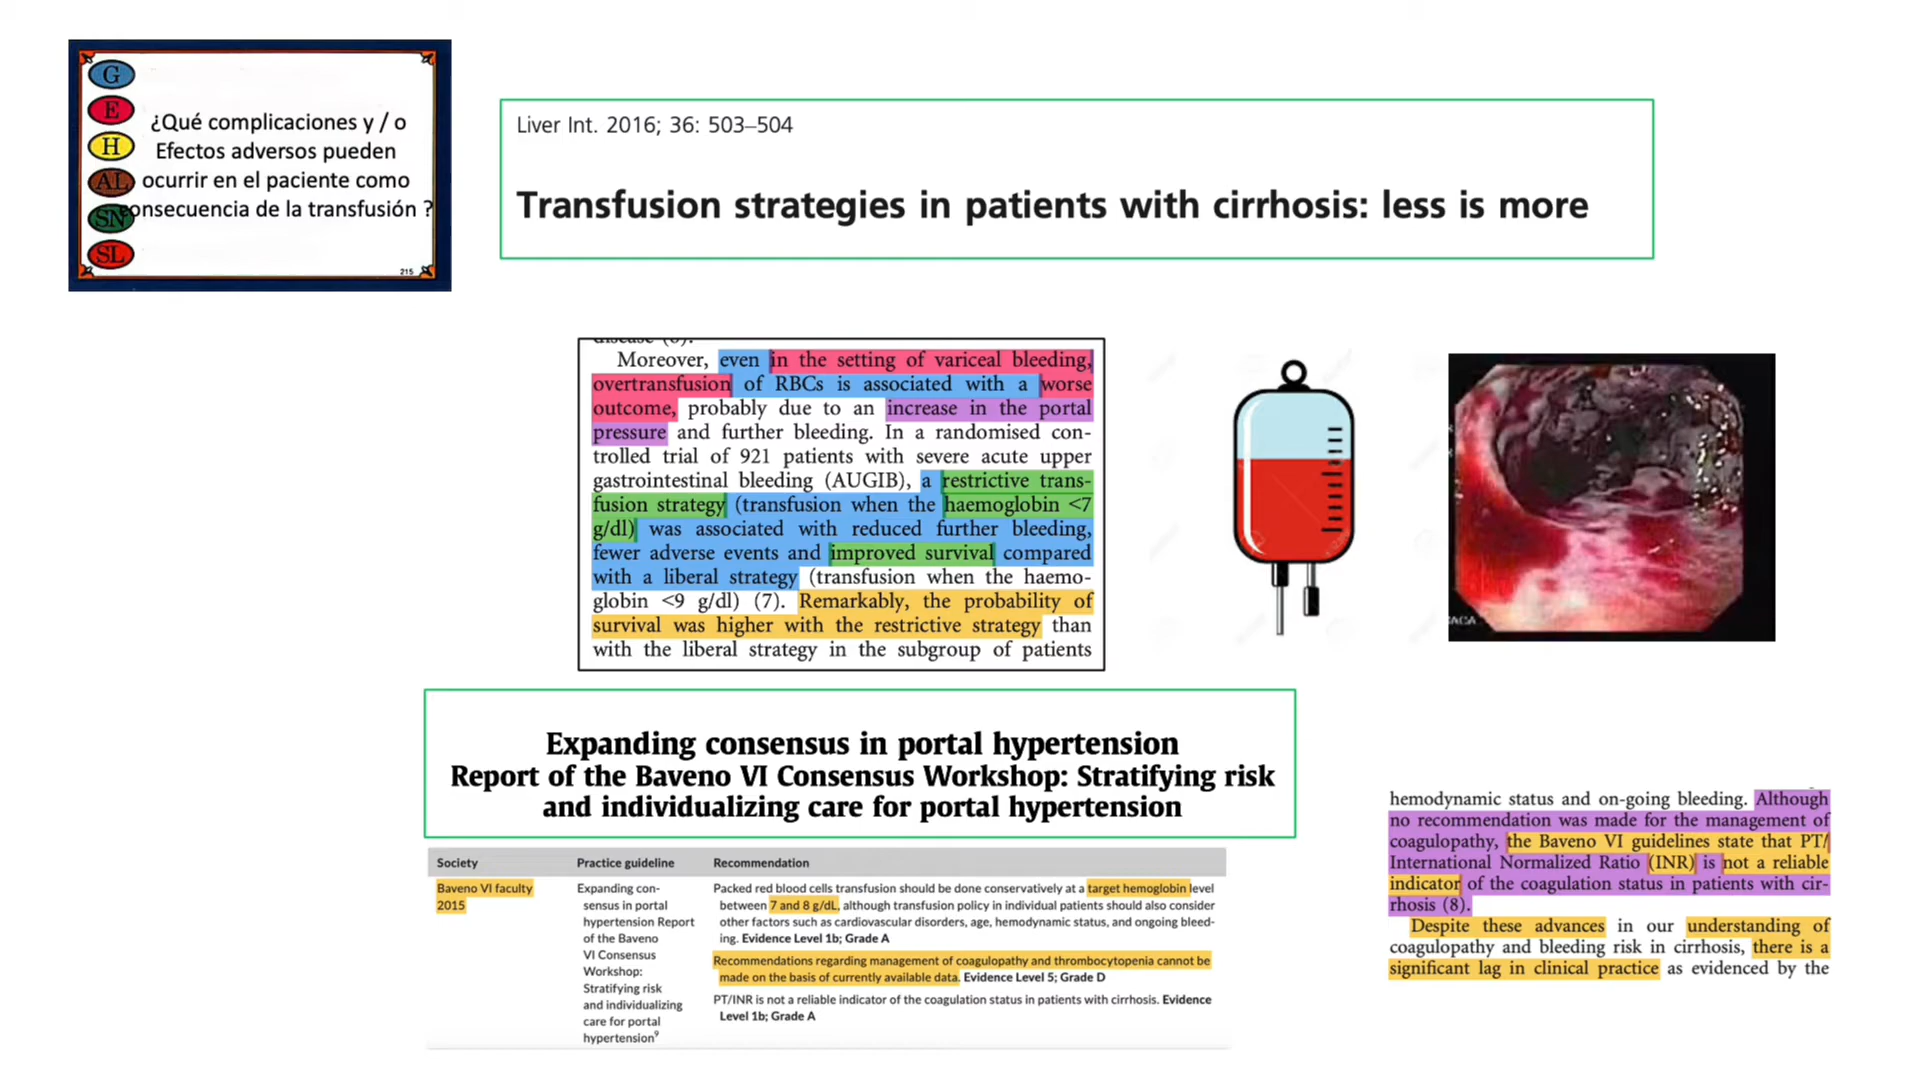 G
E
H
AL
SN
SL
¿Qué complicaciones y / o
Efectos adversos pueden
ocurrir en el paciente como
consecuencia de la transfusión ?
215
Liver Int. 2016; 36: 503–504
Transfusion strategies in patients with cirrhosis: less is more
disease (6).
Moreover, even in the setting of variceal bleeding,
overtransfusion of RBCs is associated with a worse
outcome, probably due to an increase in the portal
pressure and further bleeding. In a randomised con-
trolled trial of 921 patients with severe acute upper
gastrointestinal bleeding (AUGIB), a restrictive trans-
fusion strategy (transfusion when the haemoglobin <7
g/dl) was associated with reduced further bleeding,
fewer adverse events and improved survival compared
with a liberal strategy (transfusion when the haemo-
globin <9 g/dl) (7). Remarkably, the probability of
survival was higher with the restrictive strategy than
with the liberal strategy in the subgroup of patients
Expanding consensus in portal hypertension
Report of the Baveno VI Consensus Workshop: Stratifying risk
and individualizing care for portal hypertension
Society Practice guideline Recommendation
Baveno VI faculty
2015
Expanding con-
sensus in portal
hypertension Report
of the Baveno
VI Consensus
Workshop:
Stratifying risk
and individualizing
care for portal
hypertension9
Packed red blood cells transfusion should be done conservatively at a target hemoglobin level
between 7 and 8 g/dL, although transfusion policy in individual patients should also consider
other factors such as cardiovascular disorders, age, hemodynamic status, and ongoing bleed-
ing. Evidence Level 1b; Grade A
Recommendations regarding management of coagulopathy and thrombocytopenia cannot be
made on the basis of currently available data. Evidence Level 5; Grade D
PT/INR is not a reliable indicator of the coagulation status in patients with cirrhosis. Evidence
Level 1b; Grade A
hemodynamic status and on-going bleeding. Although
no recommendation was made for the management of
coagulopathy, the Baveno VI guidelines state that PT/
International Normalized Ratio (INR) is not a reliable
indicator of the coagulation status in patients with cir-
rhosis (8).
Despite these advances in our understanding of
coagulopathy and bleeding risk in cirrhosis, there is a
significant lag in clinical practice as evidenced by the